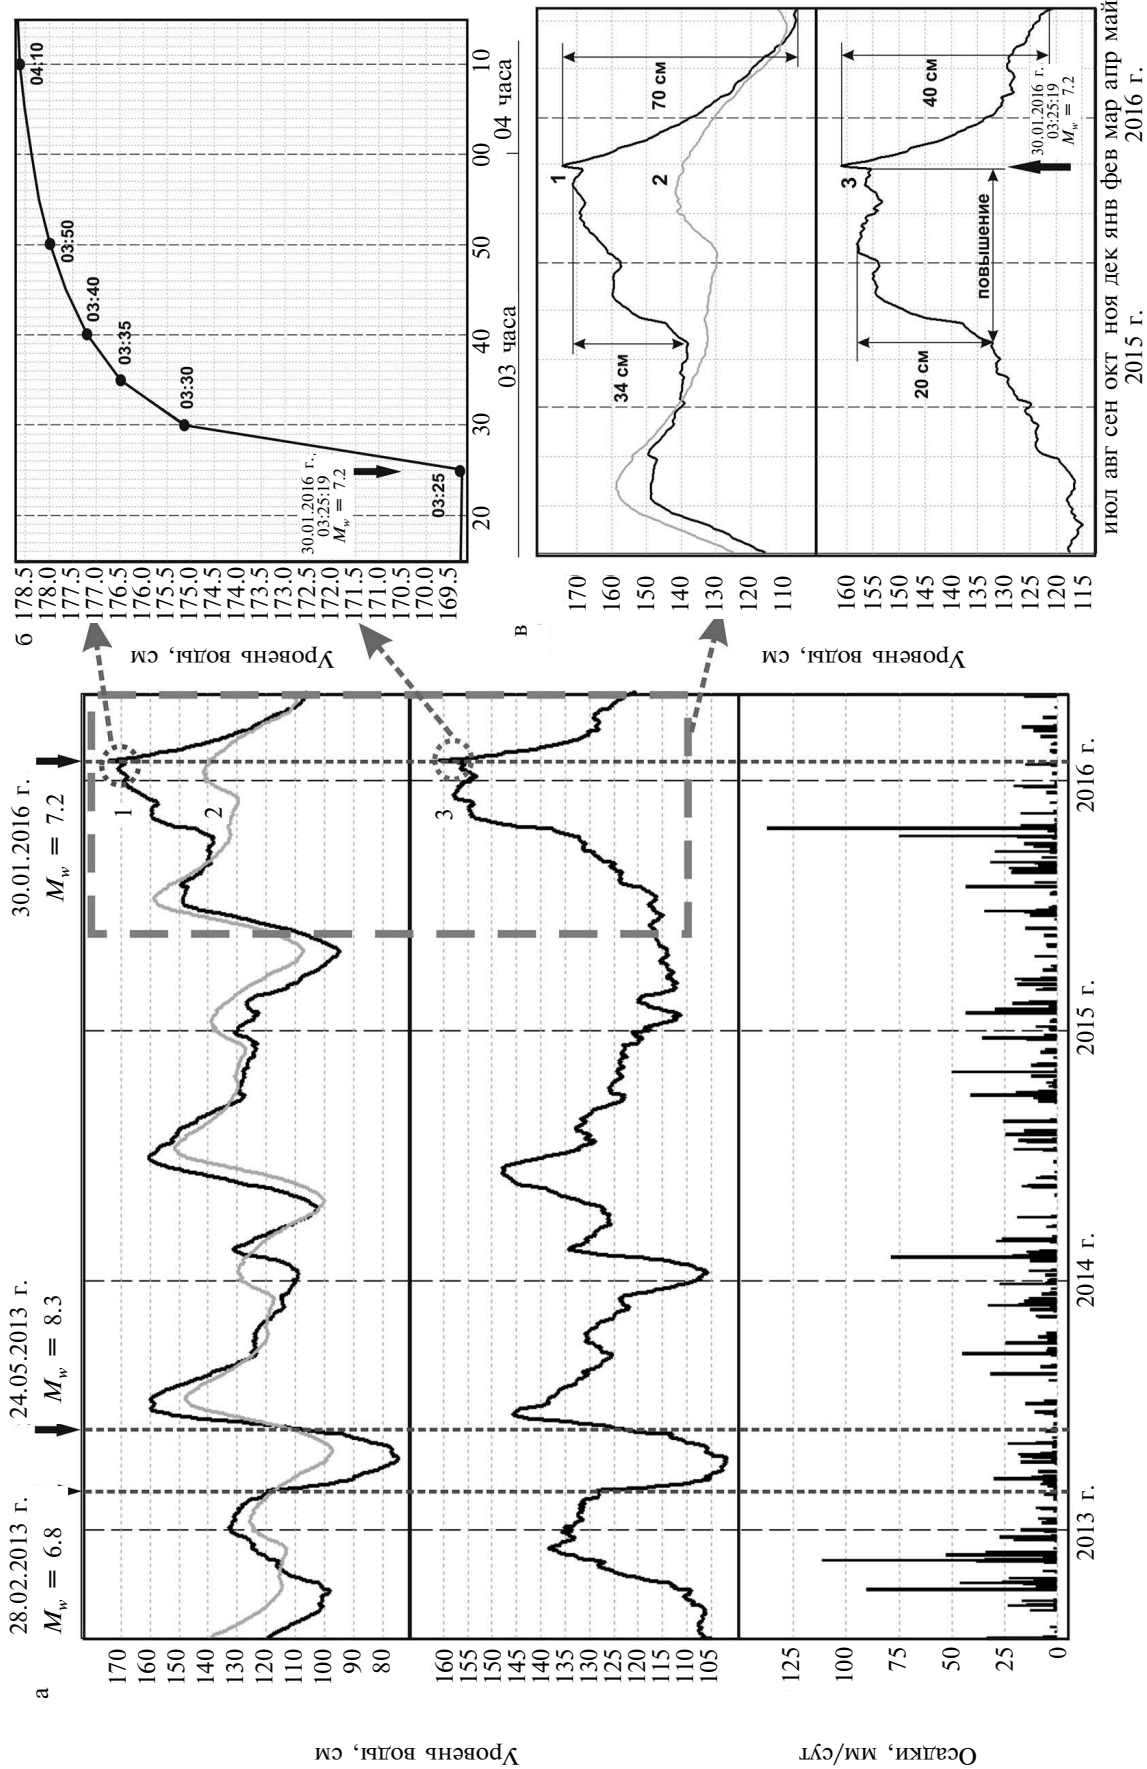 а
28.02.2013 г.
M_w = 6.8
24.05.2013 г.
M_w = 8.3
30.01.2016 г.
M_w = 7.2
Уровень воды, см
170
160
150
140
130
120
110
100
90
80
1
2
160
155
150
145
140
135
130
125
120
115
110
105
3
Осадки, мм/сут
125
100
75
50
25
0
2013 г.
2014 г.
2015 г.
2016 г.
б
Уровень воды, см
178.5
178.0
177.5
177.0
176.5
176.0
175.5
175.0
174.5
174.0
173.5
173.0
172.5
172.0
171.5
171.0
170.5
170.0
169.5
30.01.2016 г.
03:25:19
M_w = 7.2
03:25
03:30
03:35
03:40
03:50
04:10
20
30
40
50
00
10
03 часа
04 часа
в
Уровень воды, см
170
160
150
140
130
120
110
34 см
1
2
70 см
160
155
150
145
140
135
130
125
120
115
20 см
повышение
3
40 см
30.01.2016 г.
03:25:19
M_w = 7.2
июл авг сен окт ноя дек янв фев мар апр май
2015 г.
2016 г.